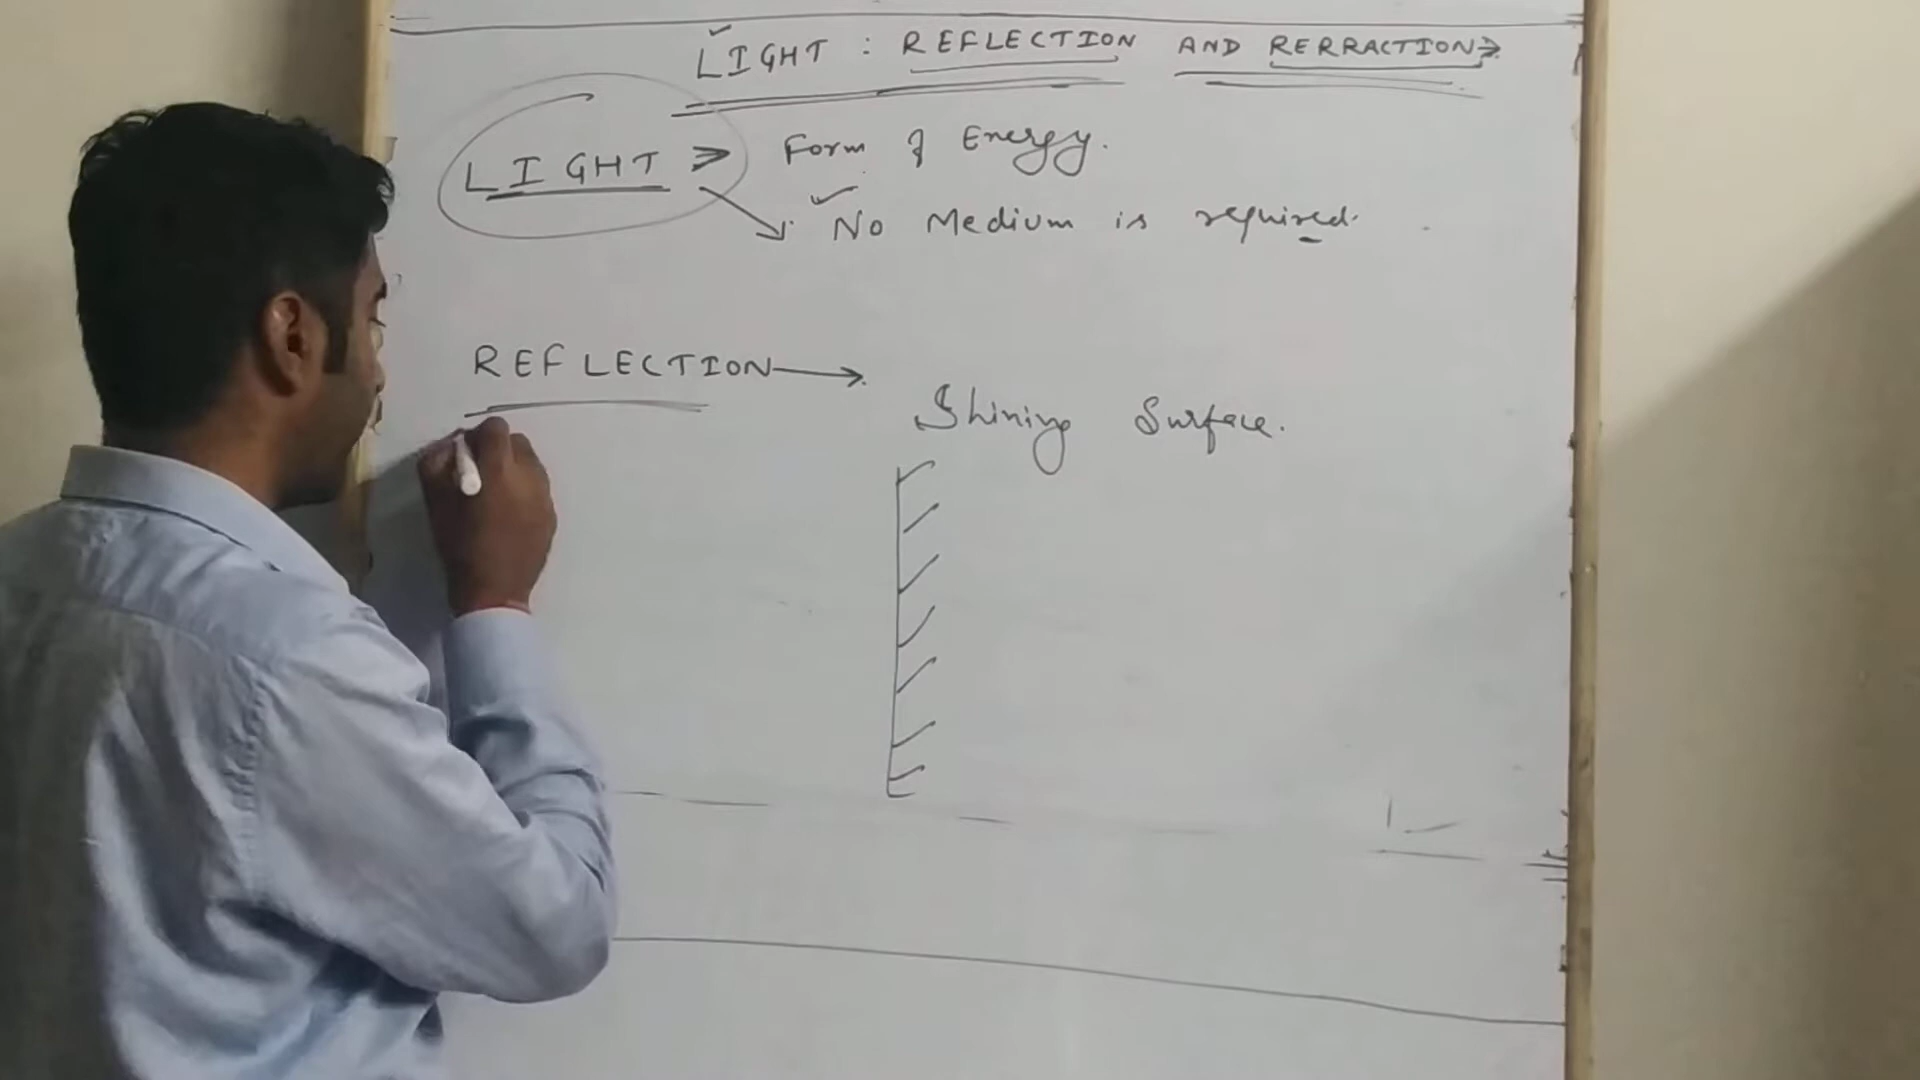 LIGHT : REFLECTION AND RERRACTION
LIGHT Form of Energy.
No Medium is required.
REFLECTION
Shining Surface.